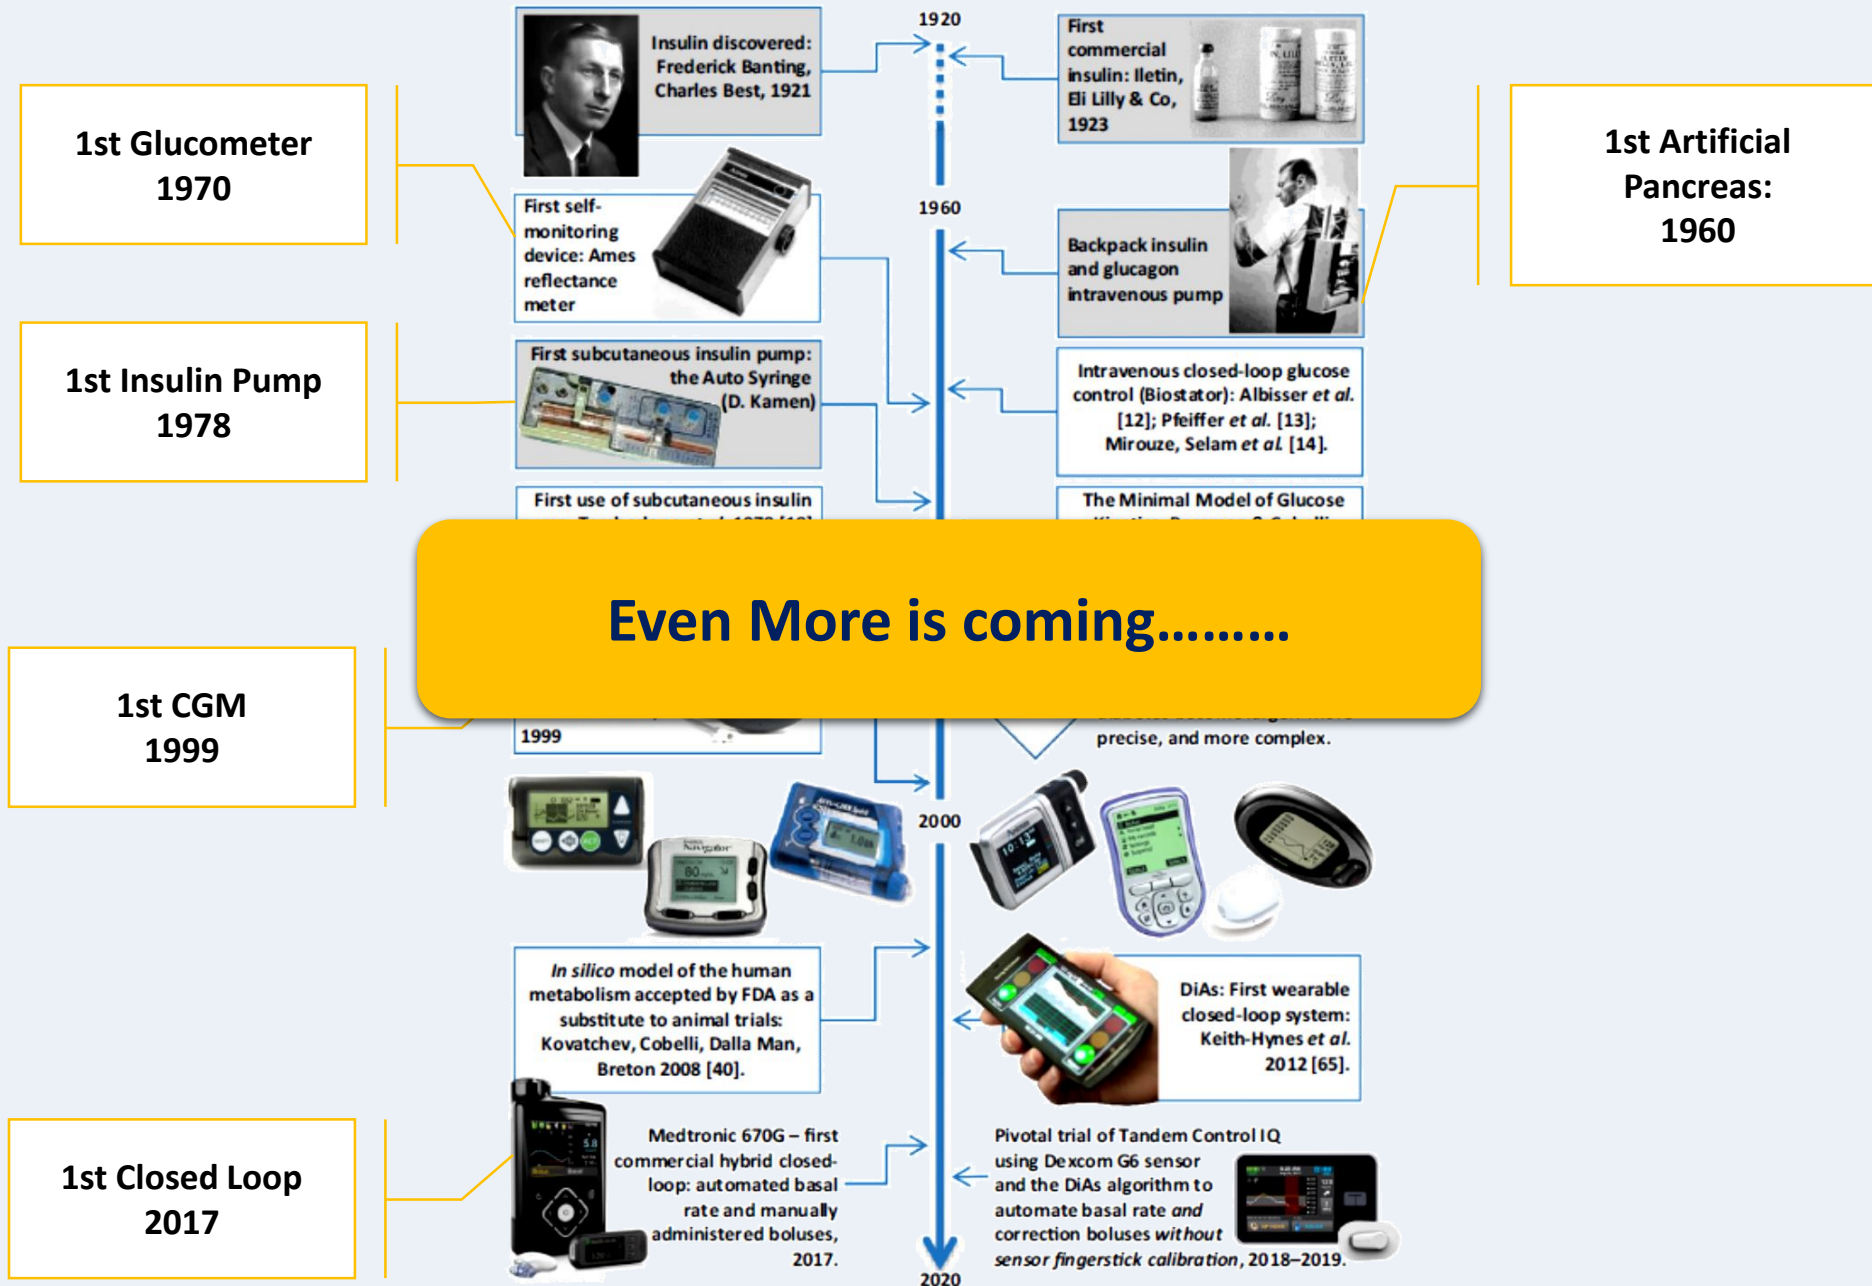 1920
Insulin discovered:
Frederick Banting,
Charles Best, 1921
First
commercial
insulin: Iletin,
Eli Lilly & Co,
1923
1st Glucometer
1970
1st Artificial
Pancreas:
1960
First self-
monitoring
device: Ames
reflectance
meter
1960
Backpack insulin
and glucagon
intravenous pump
1st Insulin Pump
1978
First subcutaneous insulin pump:
the Auto Syringe
(D. Kamen)
Intravenous closed-loop glucose
control (Biostator): Albisser et al.
[12]; Pfeiffer et al. [13];
Mirouze, Selam et al. [14].
First use of subcutaneous insulin
The Minimal Model of Glucose
Even More is coming.........
1st CGM
1999
1999
precise, and more complex.
2000
Navigator
80
In silico model of the human
metabolism accepted by FDA as a
substitute to animal trials:
Kovatchev, Cobelli, Dalla Man,
Breton 2008 [40].
DiAs: First wearable
closed-loop system:
Keith-Hynes et al.
2012 [65].
1st Closed Loop
2017
5.8
Medtronic 670G – first
commercial hybrid closed-
loop: automated basal
rate and manually
administered boluses,
2017.
Pivotal trial of Tandem Control IQ
using Dexcom G6 sensor
and the DiAs algorithm to
automate basal rate and
correction boluses without
sensor fingerstick calibration, 2018–2019.
2020